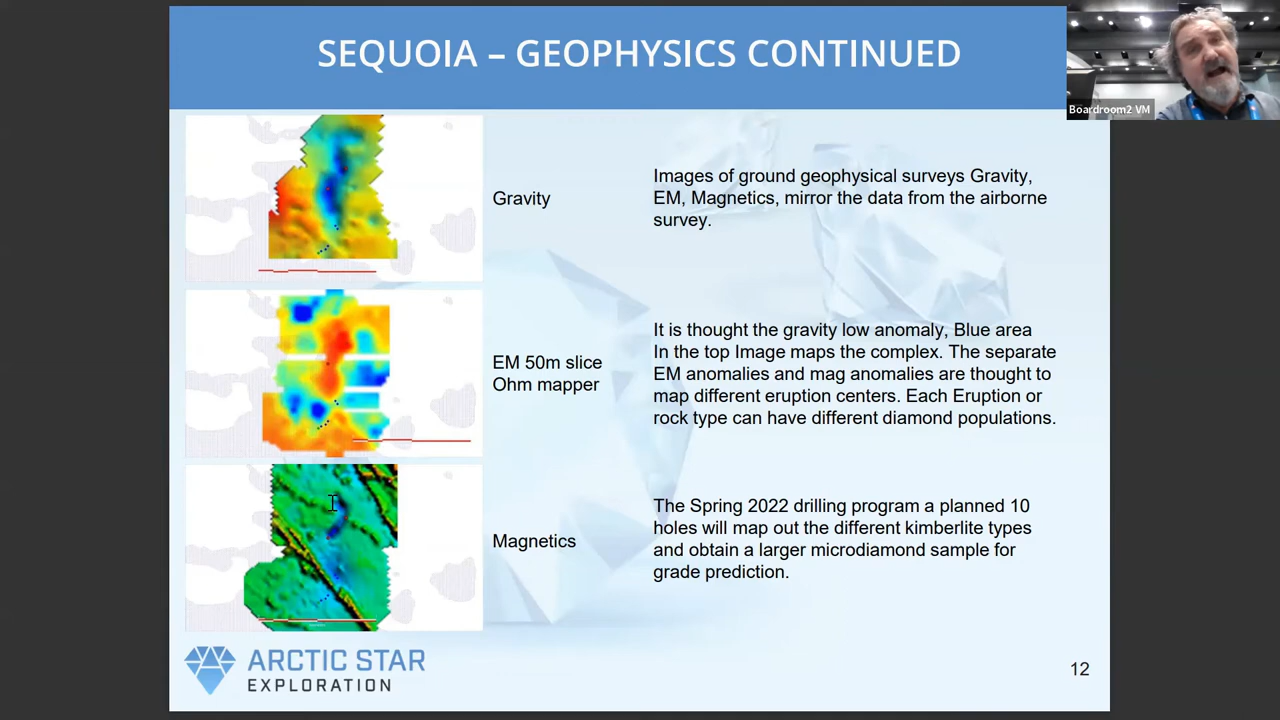 SEQUOIA – GEOPHYSICS CONTINUED
Boardroom2 VM
Gravity
Images of ground geophysical surveys Gravity,
EM, Magnetics, mirror the data from the airborne
survey.
EM 50m slice
Ohm mapper
It is thought the gravity low anomaly, Blue area
In the top Image maps the complex. The separate
EM anomalies and mag anomalies are thought to
map different eruption centers. Each Eruption or
rock type can have different diamond populations.
Magnetics
The Spring 2022 drilling program a planned 10
holes will map out the different kimberlite types
and obtain a larger microdiamond sample for
grade prediction.
ARCTIC STAR
EXPLORATION
12